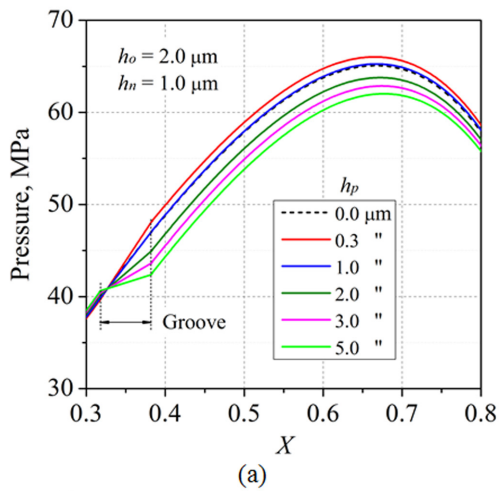 70
60
50
40
30
Pressure, MPa
hₒ = 2.0 μm
hₙ = 1.0 μm
hₚ
0.0 μm
0.3 "
1.0 "
2.0 "
3.0 "
5.0 "
Groove
0.3 0.4 0.5 0.6 0.7 0.8
X
(a)